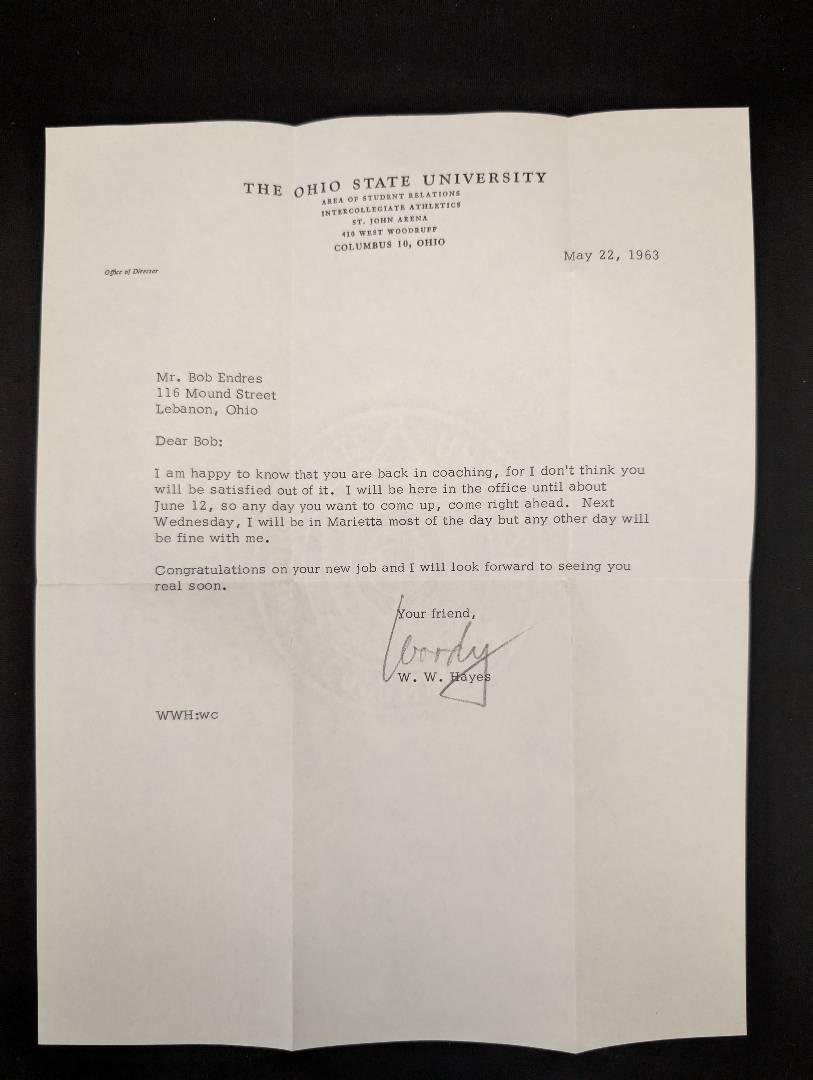 THE OHIO STATE UNIVERSITY
AREA OF STUDENT RELATIONS
INTERCOLLEGIATE ATHLETICS
ST. JOHN ARENA
410 WEST WOODRUFF
COLUMBUS 10, OHIO
May 22, 1963
Office of Director
Mr. Bob Endres
116 Mound Street
Lebanon, Ohio
Dear Bob:
I am happy to know that you are back in coaching, for I don't think you
will be satisfied out of it. I will be here in the office until about
June 12, so any day you want to come up, come right ahead. Next
Wednesday, I will be in Marietta most of the day but any other day will
be fine with me.
Congratulations on your new job and I will look forward to seeing you
real soon.
Your friend,
Woody
W. W. Hayes
WWH:wc